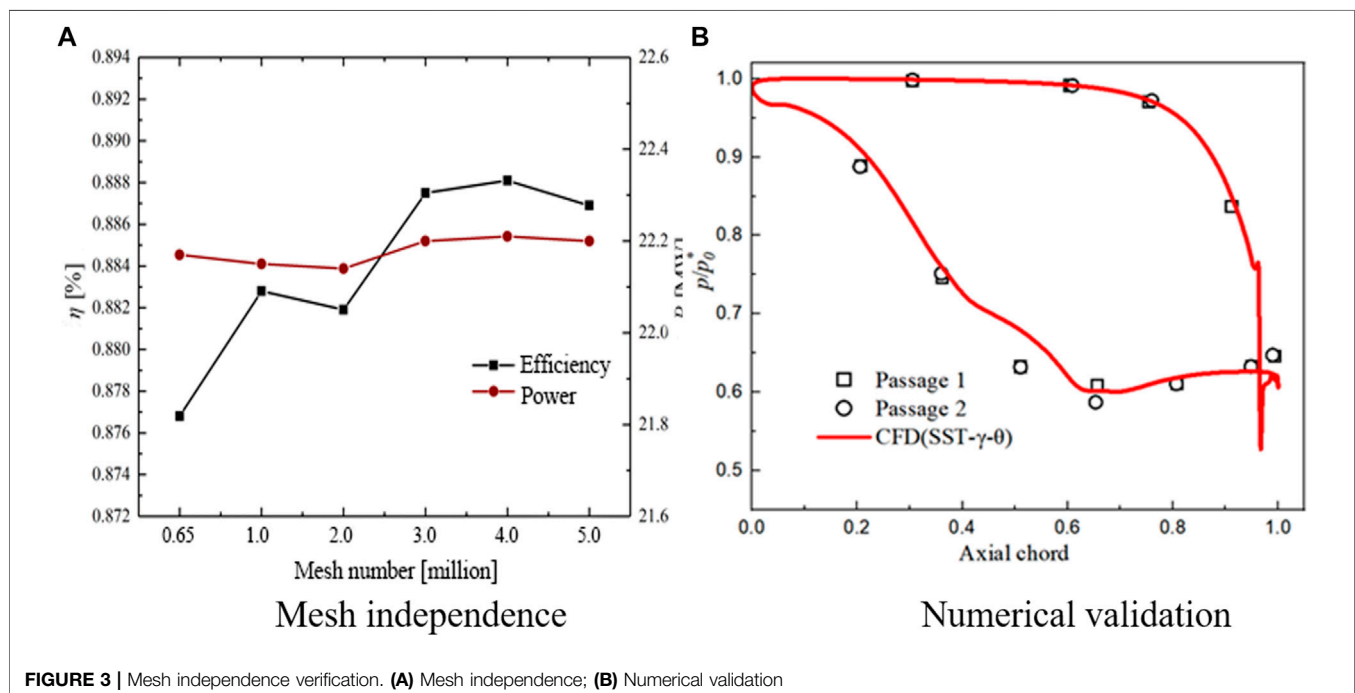 A
0.894
0.892
0.890
0.888
0.886
0.884
0.882
0.880
0.878
0.876
0.874
0.872
η [%]
22.6
22.4
22.2
22.0
21.8
21.6
Efficiency
Power
0.65 1.0 2.0 3.0 4.0 5.0
Mesh number [million]
Mesh independence
B
1.0
0.9
0.8
0.7
0.6
0.5
p/p₀*
Passage 1
Passage 2
CFD(SST-γ-θ)
0.0 0.2 0.4 0.6 0.8 1.0
Axial chord
Numerical validation
FIGURE 3 | Mesh independence verification. (A) Mesh independence; (B) Numerical validation